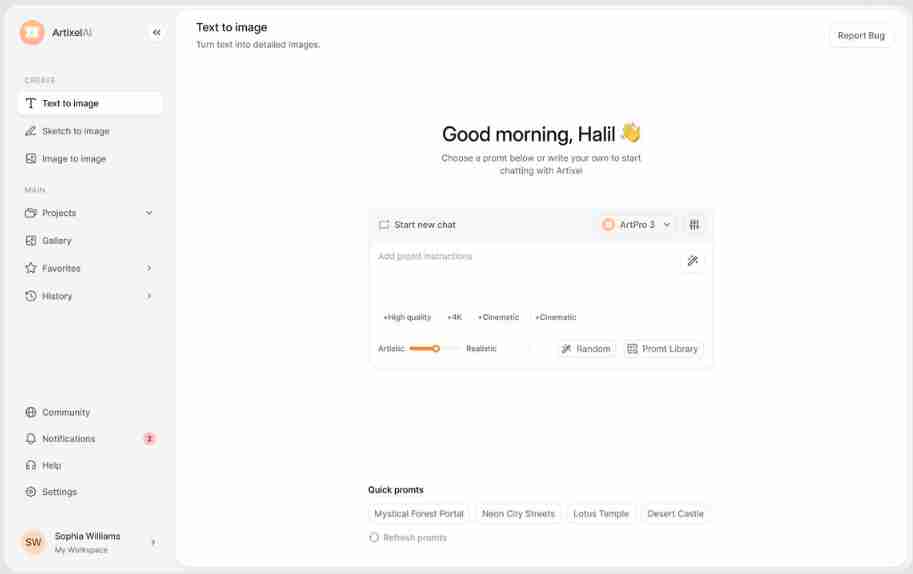 ArtixelAI
CREATE
Text to image
Sketch to image
Image to image
MAIN
Projects
Gallery
Favorites
History
Community
Notifications 2
Help
Settings
SW
Sophia Williams
My Workspace
Text to image
Turn text into detailed images.
Report Bug
Good morning, Halil 👋
Choose a promt below or write your own to start
chatting with Artixel
Start new chat
ArtPro 3
Add promt instructions
+High quality +4K +Cinematic +Cinematic
Artistic Realistic
Random Promt Library
Quick promts
Mystical Forest Portal Neon City Streets Lotus Temple Desert Castle
Refresh promts